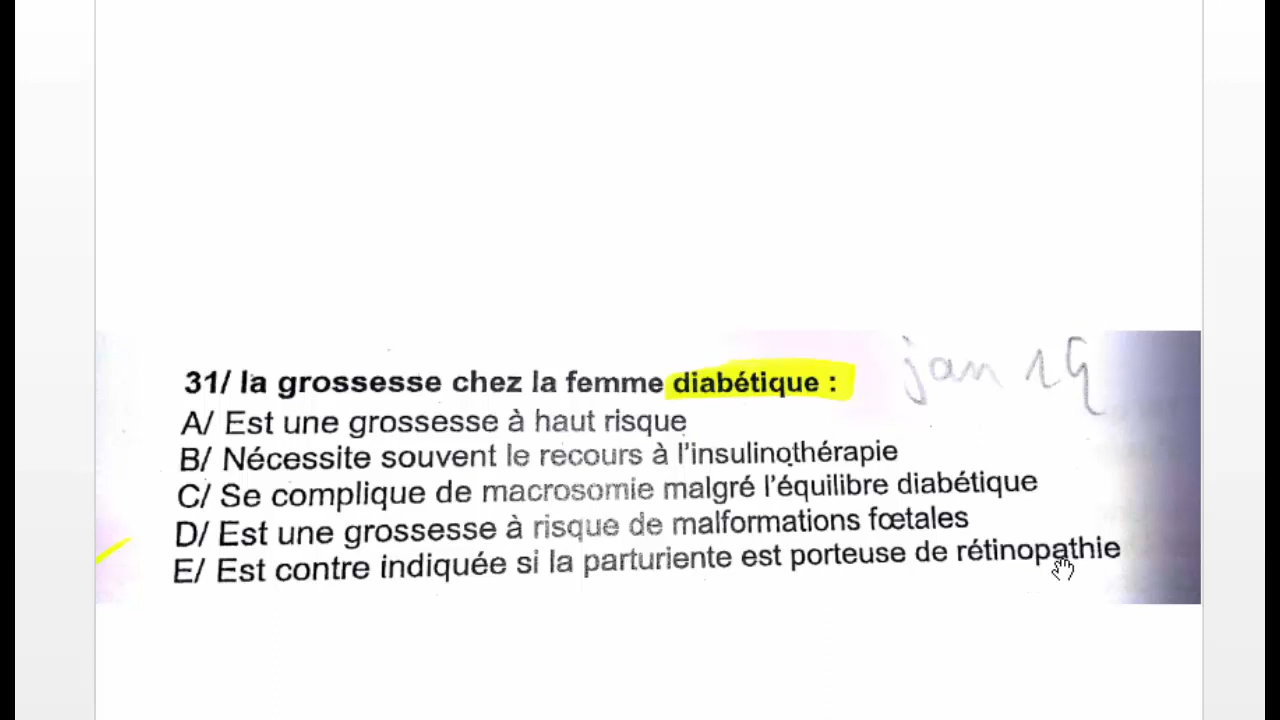 jan 19
31/ la grossesse chez la femme diabétique :
A/ Est une grossesse à haut risque
B/ Nécessite souvent le recours à l'insulinothérapie
C/ Se complique de macrosomie malgré l'équilibre diabétique
D/ Est une grossesse à risque de malformations fœtales
E/ Est contre indiquée si la parturiente est porteuse de rétinopathie